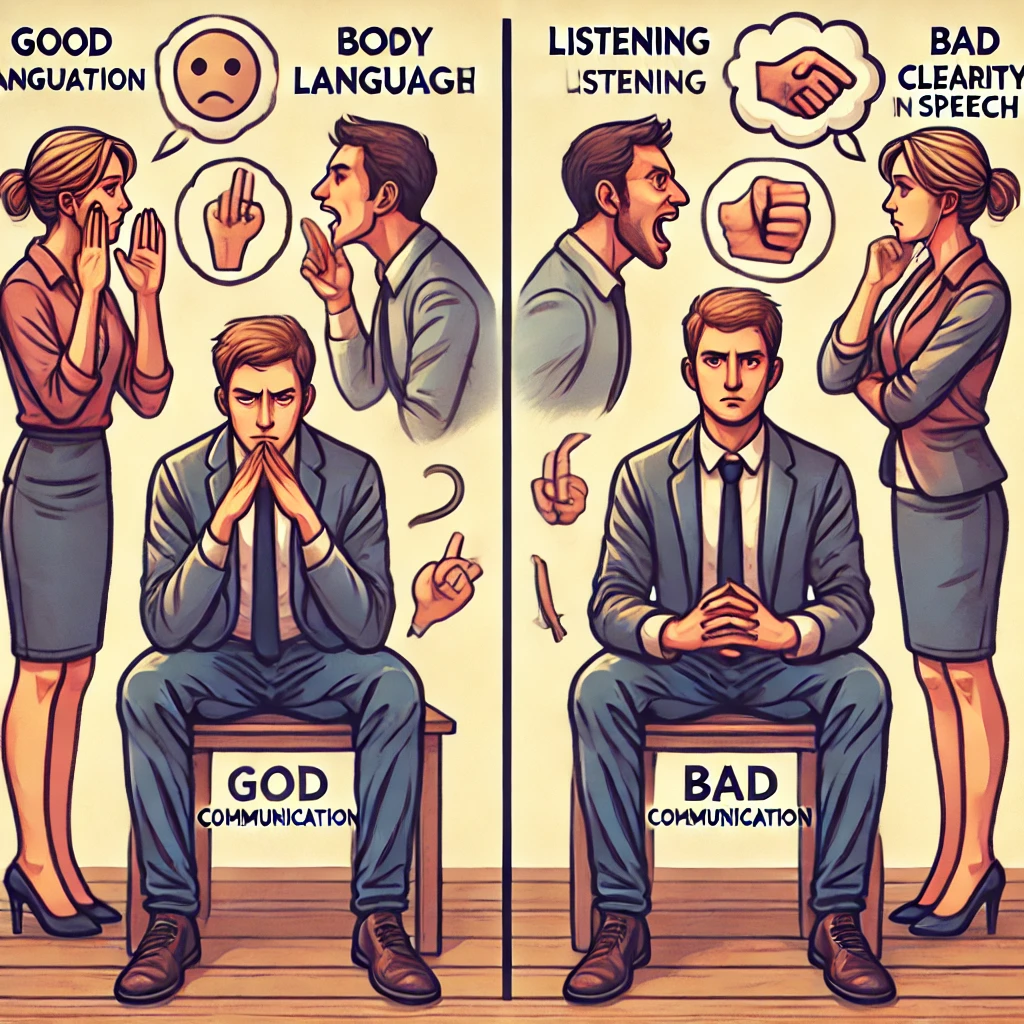 GOOD
ANGUATION
BODY
LANGUAGE
LISTENING
LISTENING
BAD
CLEARITY
IN SPEECH
GOD
COMMUNICATION
BAD
COMMUNICATION